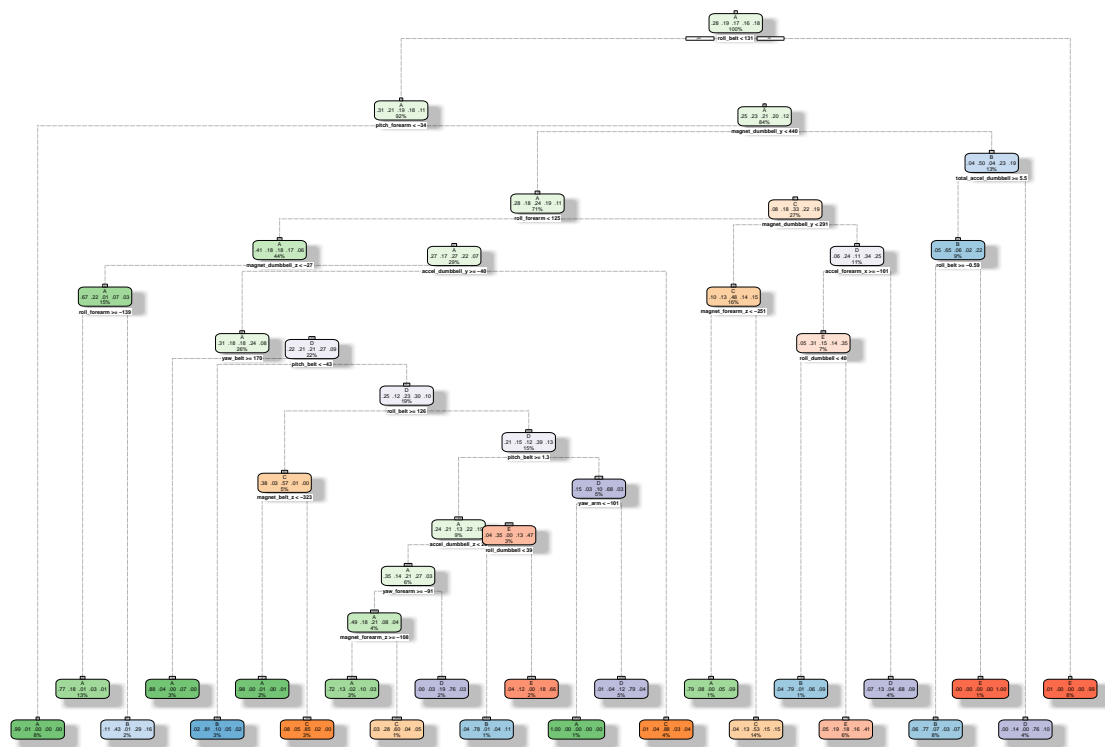 A
.28 .19 .17 .16 .18
100%
roll_belt < 131
A
.31 .21 .19 .18 .11
92%
pitch_forearm < −34
A
.25 .23 .21 .20 .12
84%
magnet_dumbbell_y < 440
B
.04 .50 .04 .23 .19
13%
total_accel_dumbbell >= 5.5
A
.28 .18 .24 .19 .11
71%
roll_forearm < 125
C
.08 .18 .33 .22 .19
27%
magnet_dumbbell_y < 291
A
.41 .18 .18 .17 .06
44%
magnet_dumbbell_z < −27
A
.27 .17 .27 .22 .07
29%
accel_dumbbell_y >= −40
D
.06 .24 .11 .34 .25
11%
accel_forearm_x >= −101
B
.05 .65 .06 .02 .22
9%
roll_belt >= −0.59
A
.67 .22 .01 .07 .03
15%
roll_forearm >= −139
C
.10 .13 .48 .14 .15
16%
magnet_forearm_z < −251
A
.31 .18 .18 .24 .08
26%
yaw_belt >= 170
D
.22 .21 .21 .27 .09
22%
pitch_belt < −43
E
.05 .31 .15 .14 .35
7%
roll_dumbbell < 40
D
.25 .12 .23 .30 .10
19%
roll_belt >= 126
D
.21 .15 .12 .39 .13
15%
pitch_belt >= 1.3
C
.38 .03 .57 .01 .00
5%
magnet_belt_z < −323
D
.15 .03 .10 .68 .03
5%
yaw_arm < −101
A
.24 .21 .13 .22
9%
accel_dumbbell_z <
E
.04 .35 .00 .13 .47
3%
roll_dumbbell < 39
A
.35 .14 .21 .27 .03
6%
yaw_forearm >= −91
A
.49 .18 .21 .08 .04
4%
magnet_forearm_z >= −108
A
.77 .18 .01 .03 .01
13%
A
.88 .04 .00 .07 .00
3%
A
.98 .00 .01 .00 .01
2%
A
.72 .13 .02 .10 .03
3%
D
.00 .03 .19 .76 .03
2%
E
.04 .12 .00 .18 .66
2%
D
.01 .04 .12 .79 .04
5%
A
.79 .08 .00 .05 .09
1%
B
.04 .79 .01 .06 .09
1%
D
.07 .13 .04 .68 .09
4%
E
.00 .00 .00 .00 1.00
1%
E
.01 .00 .00 .00 .98
8%
A
.99 .01 .00 .00 .00
8%
B
.11 .43 .01 .29 .16
2%
B
.02 .81 .10 .05 .02
3%
C
.08 .05 .85 .02 .00
3%
C
.03 .28 .60 .04 .05
1%
B
.04 .78 .01 .04 .11
1%
A
1.00 .00 .00 .00 .00
1%
C
.01 .04 .88 .03 .04
4%
C
.04 .13 .53 .15 .15
14%
E
.05 .19 .18 .16 .41
6%
B
.06 .77 .07 .03 .07
8%
D
.00 .14 .00 .76 .10
4%